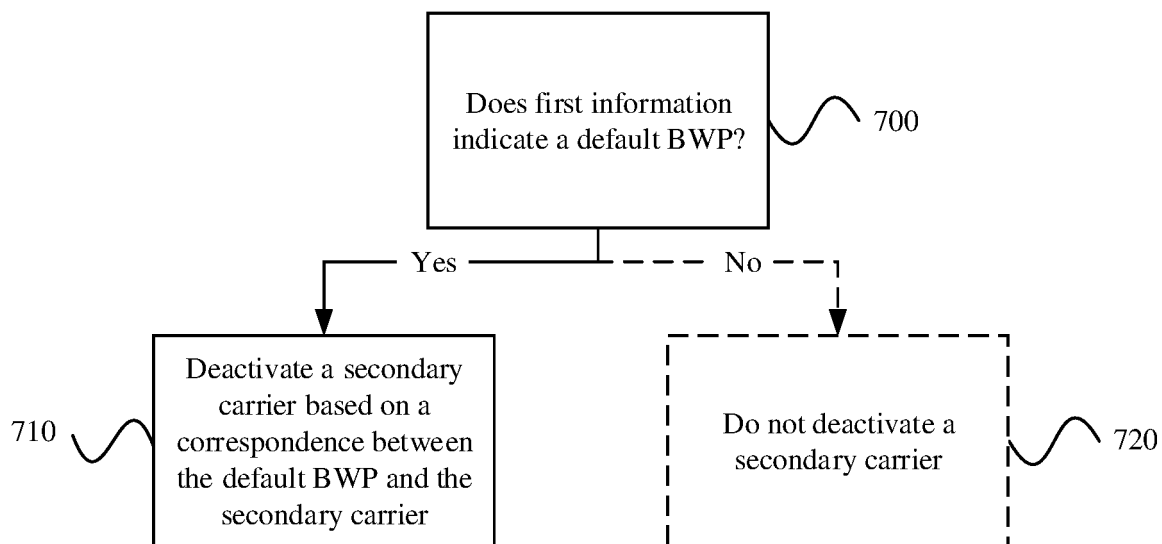 Does first information
indicate a default BWP?
700
Yes
No
Deactivate a secondary
carrier based on a
correspondence between
the default BWP and the
secondary carrier
710
Do not deactivate a
secondary carrier
720